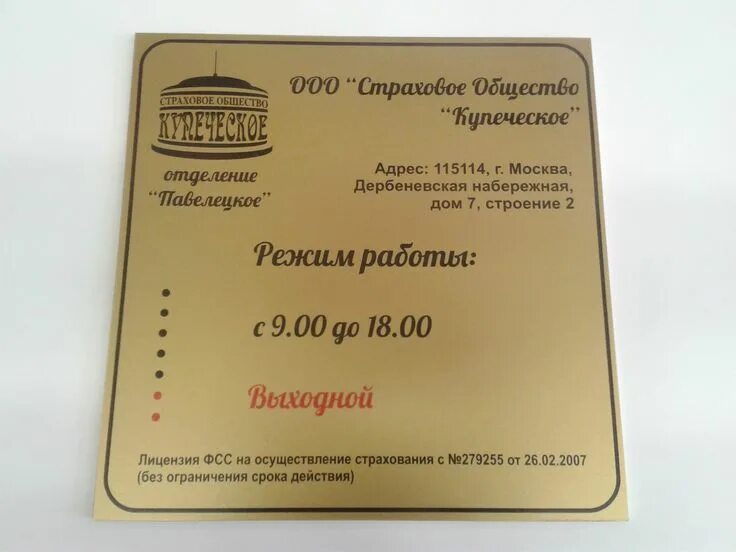 СТРАХОВОЕ ОБЩЕСТВО
КУПЕЧЕСКОЕ
отделение
“Павелецкое”
ООО “Страховое Общество
“Купеческое”
Адрес: 115114, г. Москва,
Дербеневская набережная,
дом 7, строение 2
Режим работы:
с 9.00 до 18.00
Выходной
Лицензия ФСС на осуществление страхования с №279255 от 26.02.2007
(без ограничения срока действия)